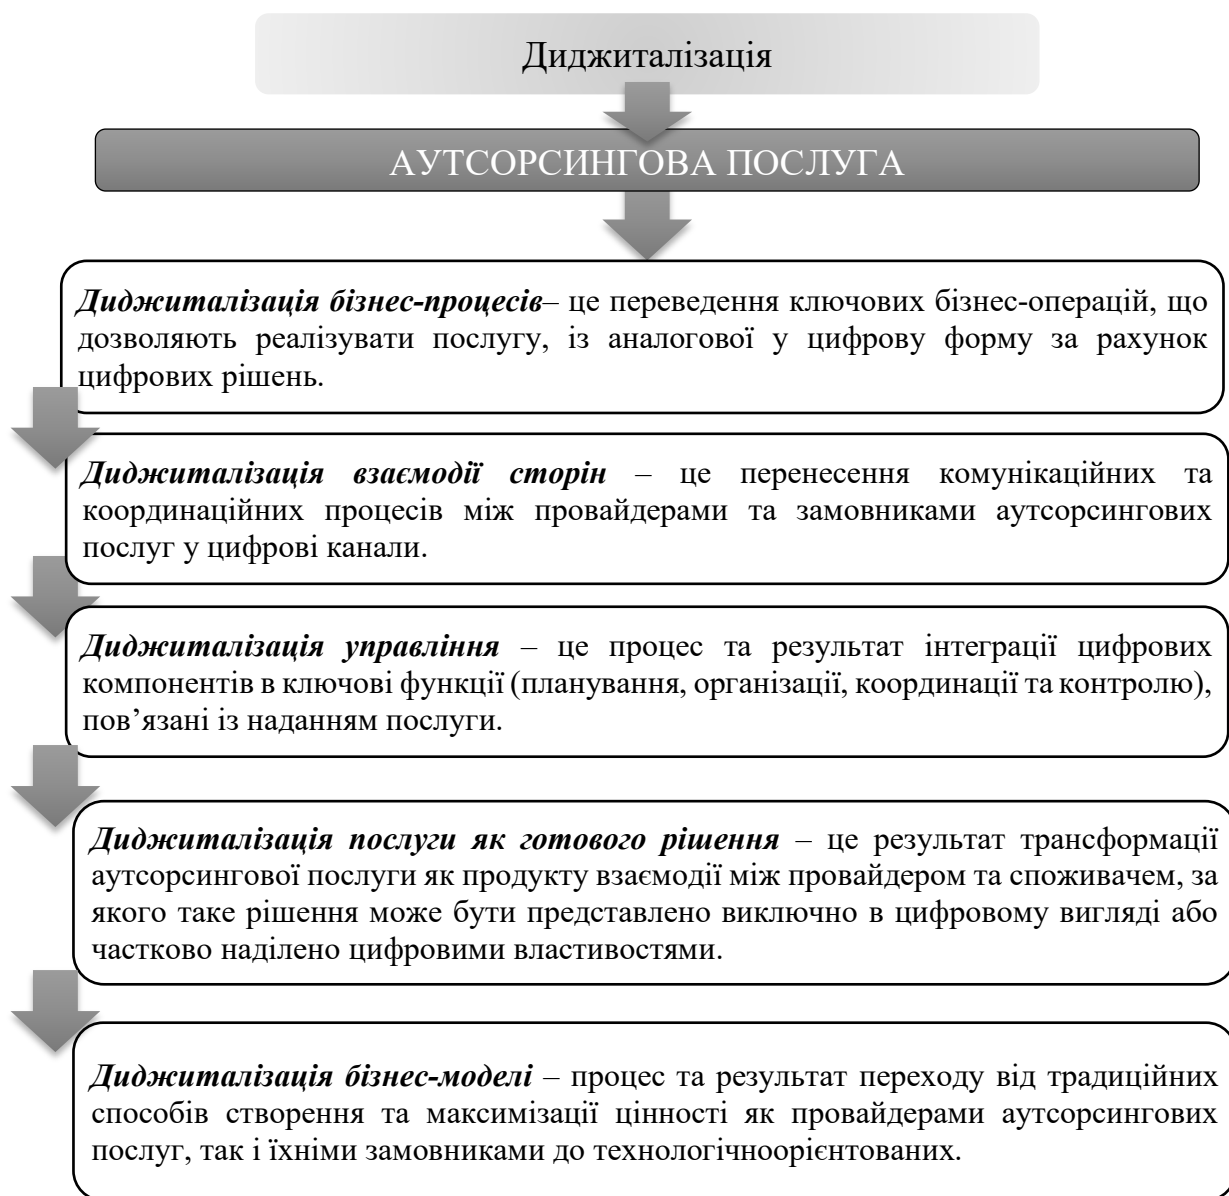 Диджиталізація
АУТСОРСИНГОВА ПОСЛУГА
Диджиталізація бізнес-процесів– це переведення ключових бізнес-операцій, що
дозволяють реалізувати послугу, із аналогової у цифрову форму за рахунок
цифрових рішень.
Диджиталізація взаємодії сторін – це перенесення комунікаційних та
координаційних процесів між провайдерами та замовниками аутсорсингових
послуг у цифрові канали.
Диджиталізація управління – це процес та результат інтеграції цифрових
компонентів в ключові функції (планування, організації, координації та контролю),
пов’язані із наданням послуги.
Диджиталізація послуги як готового рішення – це результат трансформації
аутсорсингової послуги як продукту взаємодії між провайдером та споживачем, за
якого таке рішення може бути представлено виключно в цифровому вигляді або
частково наділено цифровими властивостями.
Диджиталізація бізнес-моделі – процес та результат переходу від традиційних
способів створення та максимізації цінності як провайдерами аутсорсингових
послуг, так і їхніми замовниками до технологічноорієнтованих.